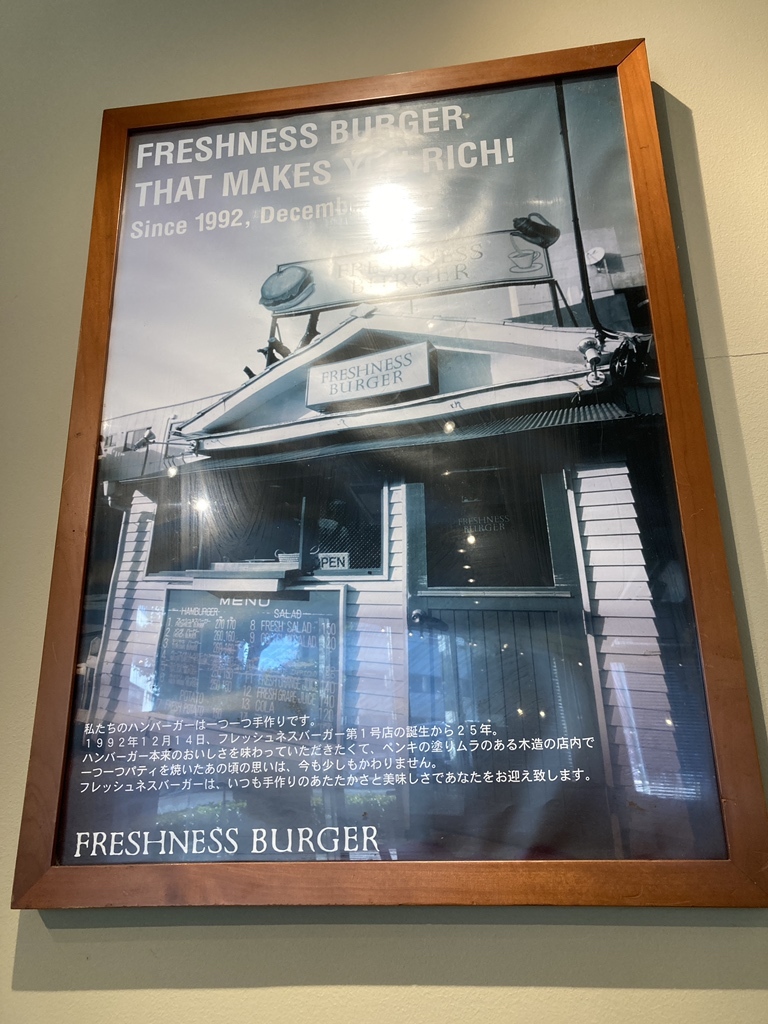 FRESHNESS BURGER
THAT MAKES YOU RICH!
Since 1992, Decemb
FRESHNESS
BURGER
FRESHNESS
BURGER
FRESHNESS
BURGER
OPEN
MENU
HAMBURGER
SALAD
8 FRESH SALAD
9
12 FRESH GRAPE JUICE
13 COLA
私たちのハンバーガーは一つ一つ手作りです。
1992年12月14日、フレッシュネスバーガー第1号店の誕生から25年。
ハンバーガー本来のおいしさを味わっていただきたくて、ペンキの塗りムラのある木造の店内で
一つ一つパティを焼いたあの頃の思いは、今も少しもかわりません。
フレッシュネスバーガーは、いつも手作りのあたたかさと美味しさであなたをお迎え致します。
FRESHNESS BURGER